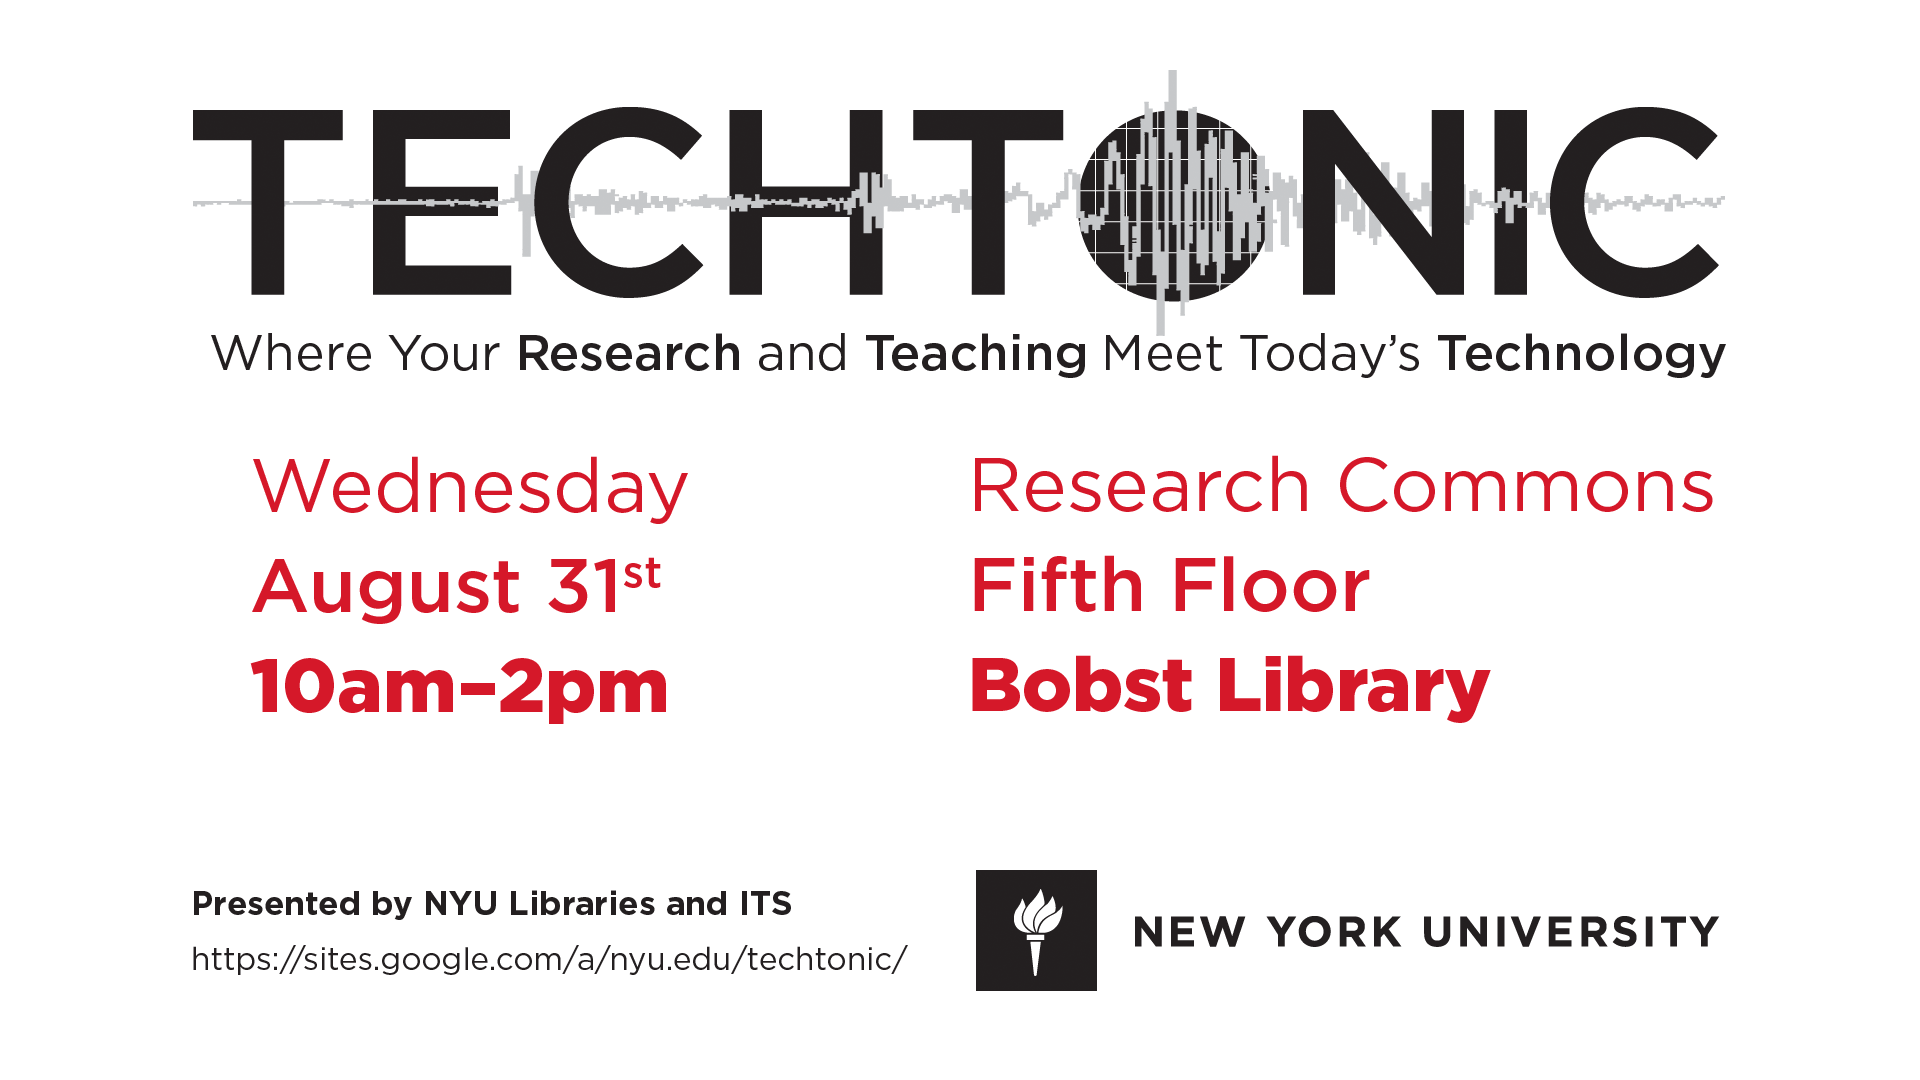 TECHTONIC
Where Your Research and Teaching Meet Today’s Technology
Wednesday
August 31st
10am–2pm
Research Commons
Fifth Floor
Bobst Library
Presented by NYU Libraries and ITS
https://sites.google.com/a/nyu.edu/techtonic/
NEW YORK UNIVERSITY